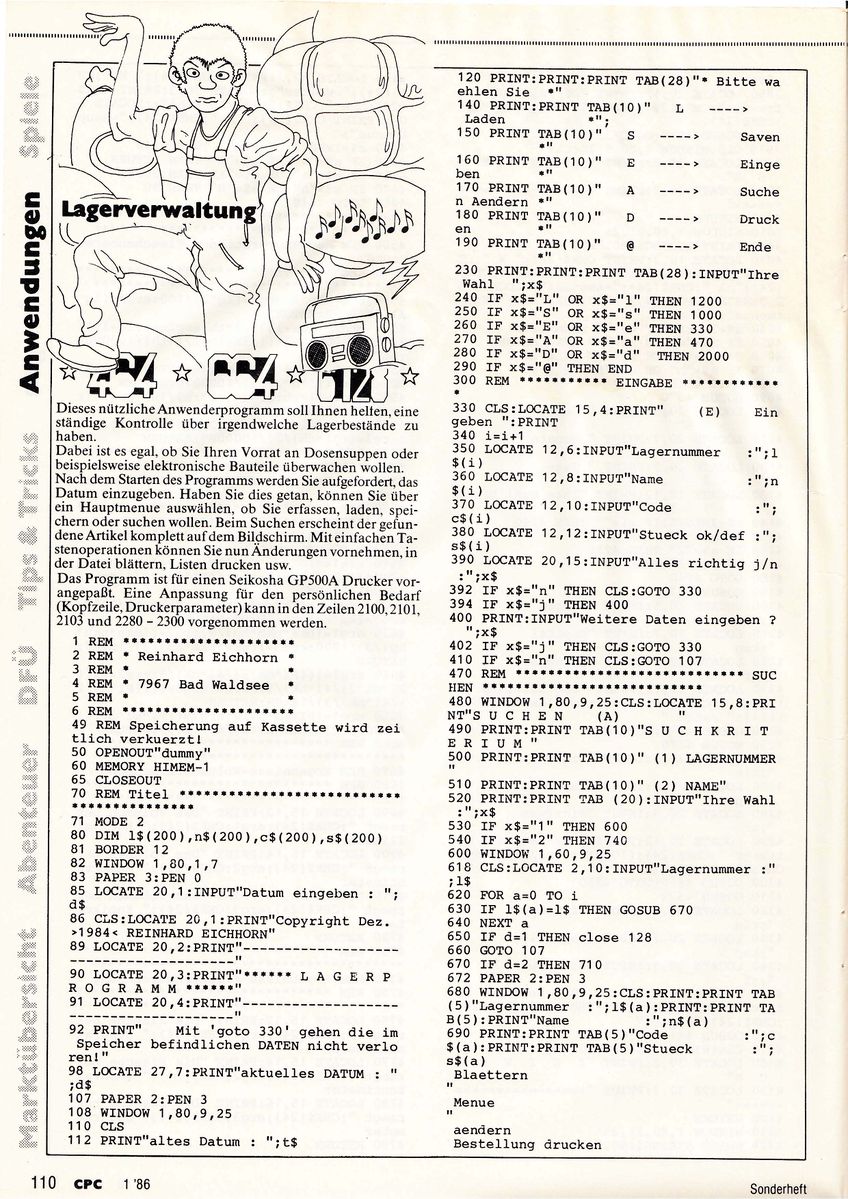 Marktübersicht Abenteuer DFÜ Tips & Tricks Anwendungen Spiele
Lagerverwaltung
464 664 6128
Dieses nützliche Anwenderprogramm soll Ihnen helfen, eine
ständige Kontrolle über irgendwelche Lagerbestände zu
haben.
Dabei ist es egal, ob Sie Ihren Vorrat an Dosensuppen oder
beispielsweise elektronische Bauteile überwachen wollen.
Nach dem Starten des Programms werden Sie aufgefordert, das
Datum einzugeben. Haben Sie dies getan, können Sie über
ein Hauptmenue auswählen, ob Sie erfassen, laden, spei-
chern oder suchen wollen. Beim Suchen erscheint der gefun-
dene Artikel komplett auf dem Bildschirm. Mit einfachen Ta-
stenoperationen können Sie nun Änderungen vornehmen, in
der Datei blättern, Listen drucken usw.
Das Programm ist für einen Seikosha GP500A Drucker vor-
angepaßt. Eine Anpassung für den persönlichen Bedarf
(Kopfzeile, Druckerparameter) kann in den Zeilen 2100, 2101,
2103 und 2280 – 2300 vorgenommen werden.
1 REM *********************
2 REM * Reinhard Eichhorn *
3 REM *                   *
4 REM * 7967 Bad Waldsee  *
5 REM *                   *
6 REM *********************
49 REM Speicherung auf Kassette wird zei
tlich verkuerzt!
50 OPENOUT"dummy"
60 MEMORY HIMEM-1
65 CLOSEOUT
70 REM Titel ***************************
***************
71 MODE 2
80 DIM l$(200),n$(200),c$(200),s$(200)
81 BORDER 12
82 WINDOW 1,80,1,7
83 PAPER 3:PEN 0
85 LOCATE 20,1:INPUT"Datum eingeben : ";
d$
86 CLS:LOCATE 20,1:PRINT"Copyright Dez.
>1984< REINHARD EICHHORN"
89 LOCATE 20,2:PRINT"-------------------
--------------------"
90 LOCATE 20,3:PRINT"****** L A G E R P
R O G R A M M ******"
91 LOCATE 20,4:PRINT"-------------------
--------------------"
92 PRINT"    Mit 'goto 330' gehen die im
 Speicher befindlichen DATEN nicht verlo
ren!"
98 LOCATE 27,7:PRINT"aktuelles DATUM : "
;d$
107 PAPER 2:PEN 3
108 WINDOW 1,80,9,25
110 CLS
112 PRINT"altes Datum : ";t$
120 PRINT:PRINT:PRINT TAB(28)"* Bitte wa
ehlen Sie  *"
140 PRINT:PRINT TAB(10)"  L   ---->
 Laden          *";
150 PRINT TAB(10)"  S   ---->     Saven
          *"
160 PRINT TAB(10)"  E   ---->     Einge
ben       *"
170 PRINT TAB(10)"  A   ---->     Suche
n Aendern *"
180 PRINT TAB(10)"  D   ---->     Druck
en        *"
190 PRINT TAB(10)"  @   ---->     Ende
          *"
230 PRINT:PRINT:PRINT TAB(28):INPUT"Ihre
 Wahl  ";x$
240 IF x$="L" OR x$="l" THEN 1200
250 IF x$="S" OR x$="s" THEN 1000
260 IF x$="E" OR x$="e" THEN 330
270 IF x$="A" OR x$="a" THEN 470
280 IF x$="D" OR x$="d"  THEN 2000
290 IF x$="@" THEN END
300 REM *********** EINGABE ************
*
330 CLS:LOCATE 15,4:PRINT"    (E)    Ein
geben ":PRINT
340 i=i+1
350 LOCATE 12,6:INPUT"Lagernummer   :";l
$(i)
360 LOCATE 12,8:INPUT"Name          :";n
$(i)
370 LOCATE 12,10:INPUT"Code          :";
c$(i)
380 LOCATE 12,12:INPUT"Stueck ok/def :";
s$(i)
390 LOCATE 20,15:INPUT"Alles richtig j/n
 :";x$
392 IF x$="n" THEN CLS:GOTO 330
394 IF x$="j" THEN 400
400 PRINT:INPUT"Weitere Daten eingeben ?
  ";x$
402 IF x$="j" THEN CLS:GOTO 330
410 IF x$="n" THEN CLS:GOTO 107
470 REM **************************** SUC
HEN ***************************
480 WINDOW 1,80,9,25:CLS:LOCATE 15,8:PRI
NT"S U C H E N    (A)       "
490 PRINT:PRINT TAB(10)"S U C H K R I T
E R I U M "
500 PRINT:PRINT TAB(10)" (1) LAGERNUMMER
"
510 PRINT:PRINT TAB(10)" (2) NAME"
520 PRINT:PRINT TAB (20):INPUT"Ihre Wahl
 :";x$
530 IF x$="1" THEN 600
540 IF x$="2" THEN 740
600 WINDOW 1,60,9,25
618 CLS:LOCATE 2,10:INPUT"Lagernummer :"
;l$
620 FOR a=0 TO i
630 IF l$(a)=l$ THEN GOSUB 670
640 NEXT a
650 IF d=1 THEN close 128
660 GOTO 107
670 IF d=2 THEN 710
672 PAPER 2:PEN 3
680 WINDOW 1,80,9,25:CLS:PRINT:PRINT TAB
(5)"Lagernummer   :";l$(a):PRINT:PRINT TA
B(5):PRINT"Name          :";n$(a)
690 PRINT:PRINT TAB(5)"Code         :";c
$(a):PRINT:PRINT TAB(5)"Stueck        :";
s$(a)
 Blaettern
"
 Menue
"
 aendern
 Bestellung drucken
110 CPC 1'86
Sonderheft